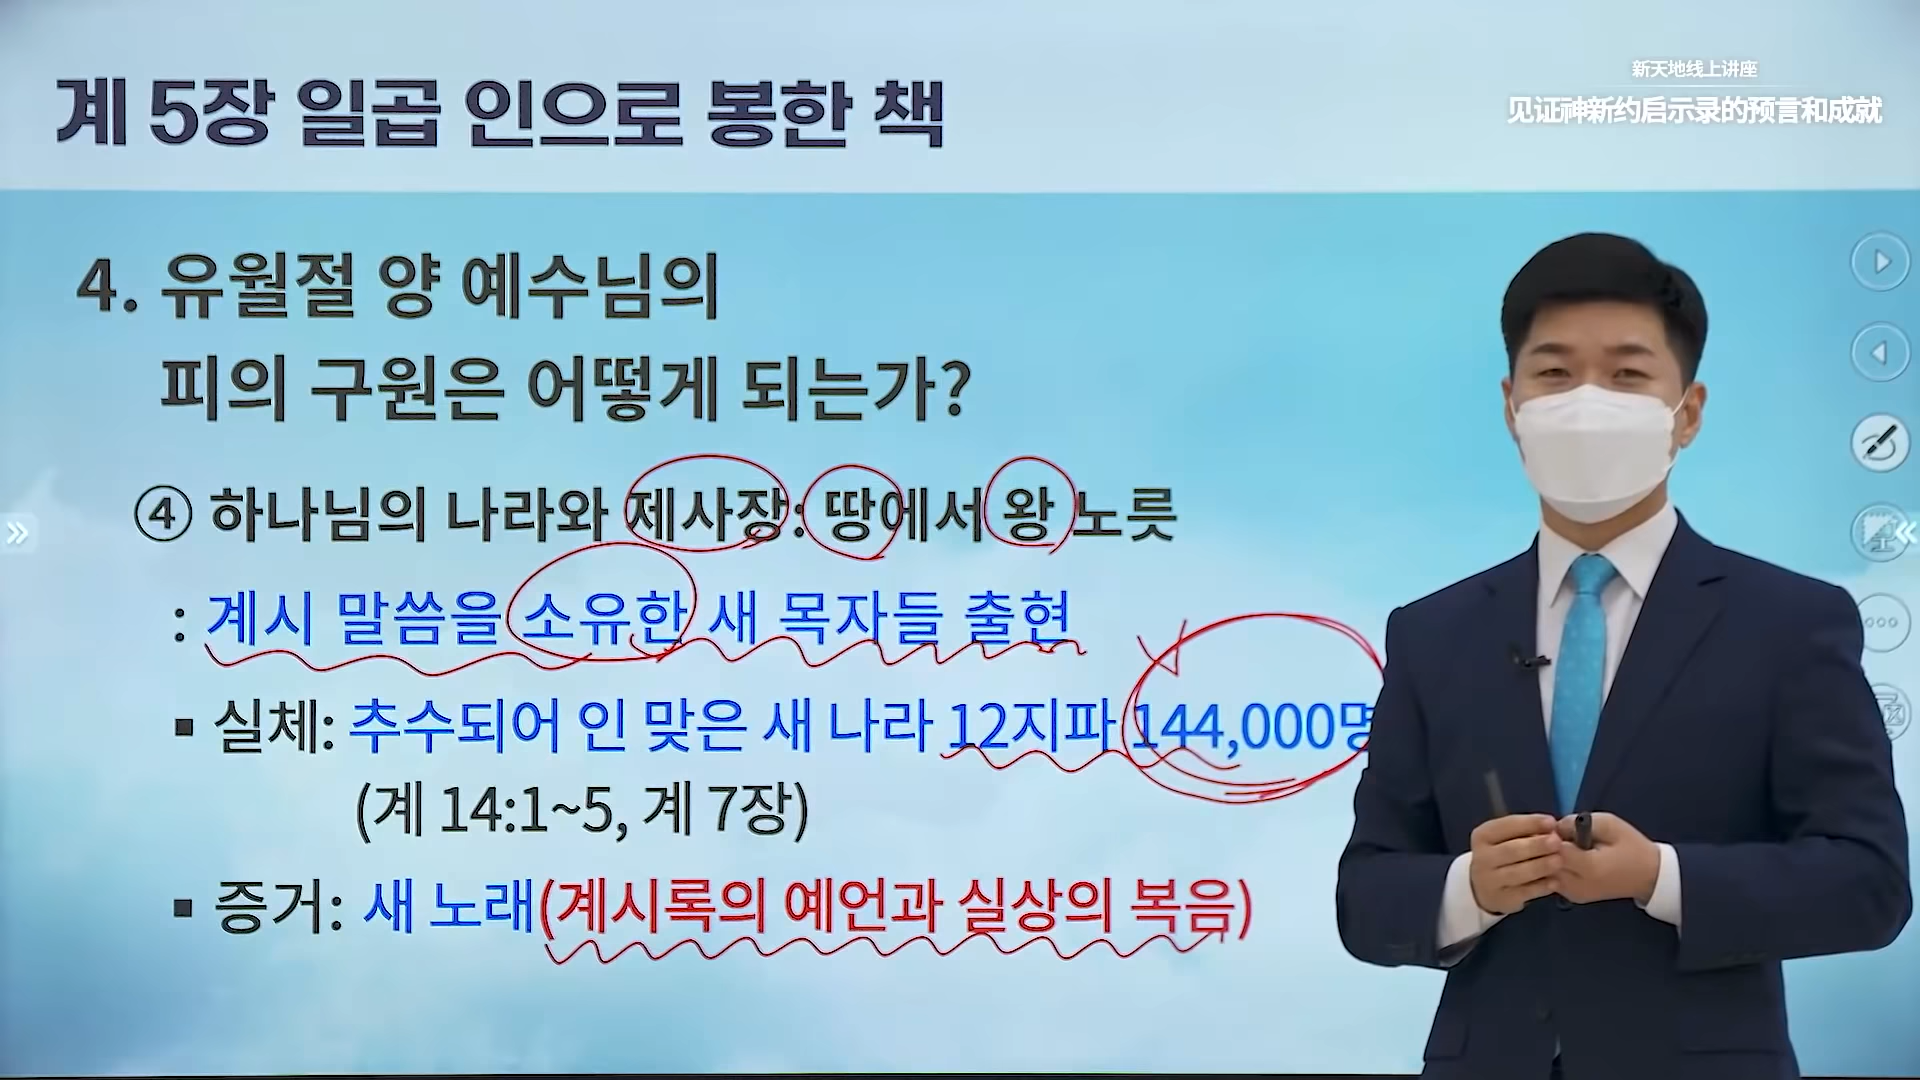 계 5장 일곱 인으로 봉한 책
新天地线上讲座
见证神新约启示录的预言和成就
4. 유월절 양 예수님의
피의 구원은 어떻게 되는가?
④ 하나님의 나라와 제사장: 땅에서 왕 노릇
: 계시 말씀을 소유한 새 목자들 출현
▪ 실체: 추수되어 인 맞은 새 나라 12지파 144,000명
(계 14:1~5, 계 7장)
▪ 증거: 새 노래(계시록의 예언과 실상의 복음)